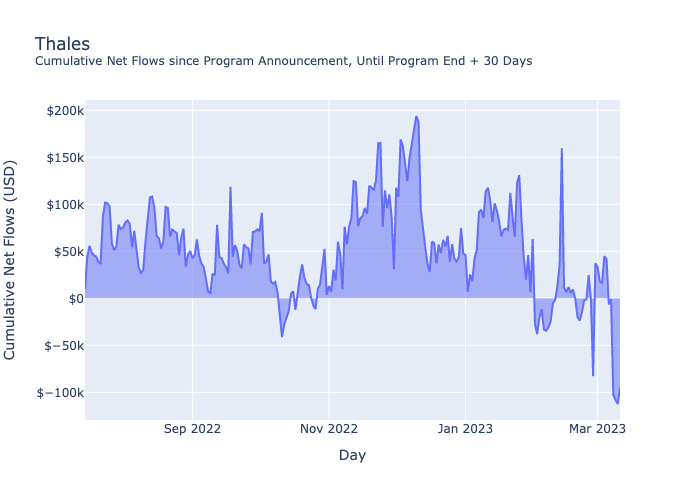 Thales
Cumulative Net Flows since Program Announcement, Until Program End + 30 Days
$200k
$150k
$100k
$50k
$0
$−50k
$−100k
Cumulative Net Flows (USD)
Sep 2022
Nov 2022
Jan 2023
Mar 2023
Day